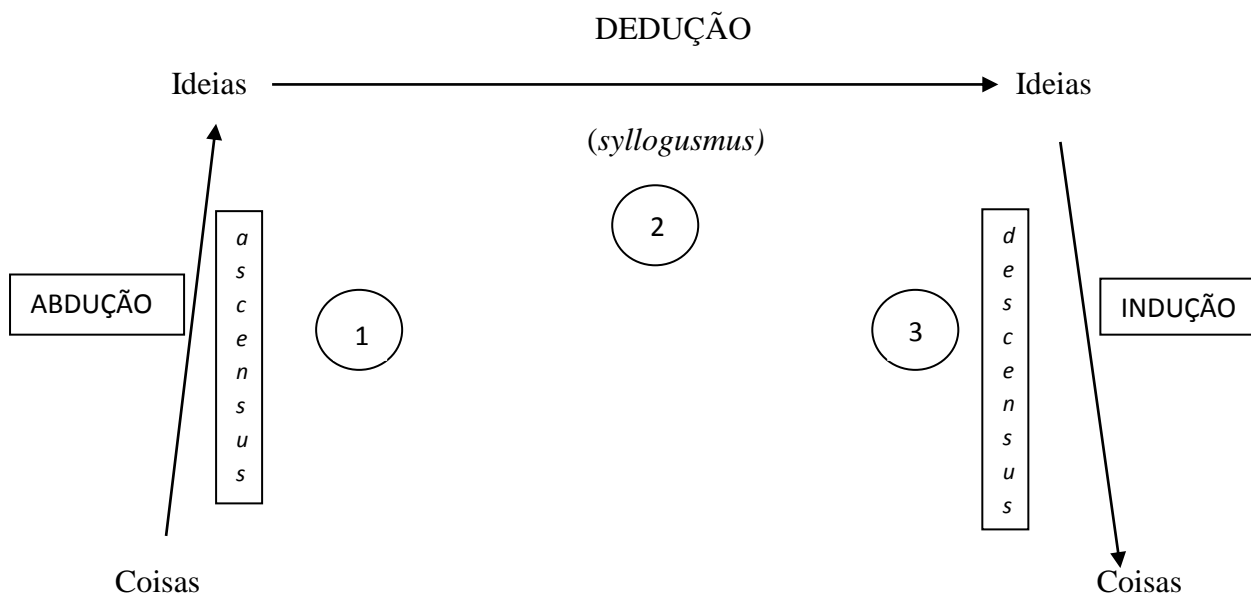 DEDUÇÃO
Ideias
Ideias
(syllogusmus)
2
ascensus
descensus
ABDUÇÃO
1
3
INDUÇÃO
Coisas
Coisas